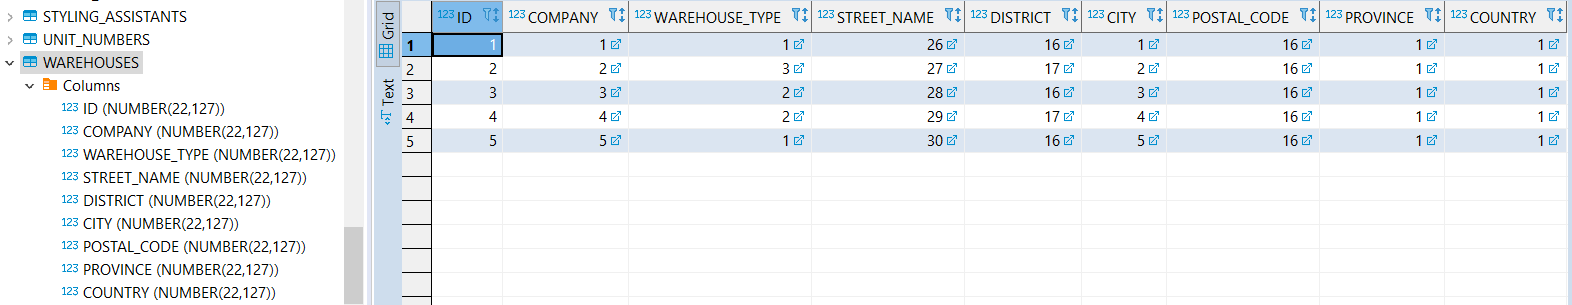 STYLING_ASSISTANTS
UNIT_NUMBERS
WAREHOUSES
Columns
123 ID (NUMBER(22,127))
123 COMPANY (NUMBER(22,127))
123 WAREHOUSE_TYPE (NUMBER(22,127))
123 STREET_NAME (NUMBER(22,127))
123 DISTRICT (NUMBER(22,127))
123 CITY (NUMBER(22,127))
123 POSTAL_CODE (NUMBER(22,127))
123 PROVINCE (NUMBER(22,127))
123 COUNTRY (NUMBER(22,127))
Grid
Text
123 ID 123 COMPANY 123 WAREHOUSE_TYPE 123 STREET_NAME 123 DISTRICT 123 CITY 123 POSTAL_CODE 123 PROVINCE 123 COUNTRY
1 1 1 1 26 16 1 16 1 1
2 2 2 3 27 17 2 16 1 1
3 3 3 2 28 16 3 16 1 1
4 4 4 2 29 17 4 16 1 1
5 5 5 1 30 16 5 16 1 1